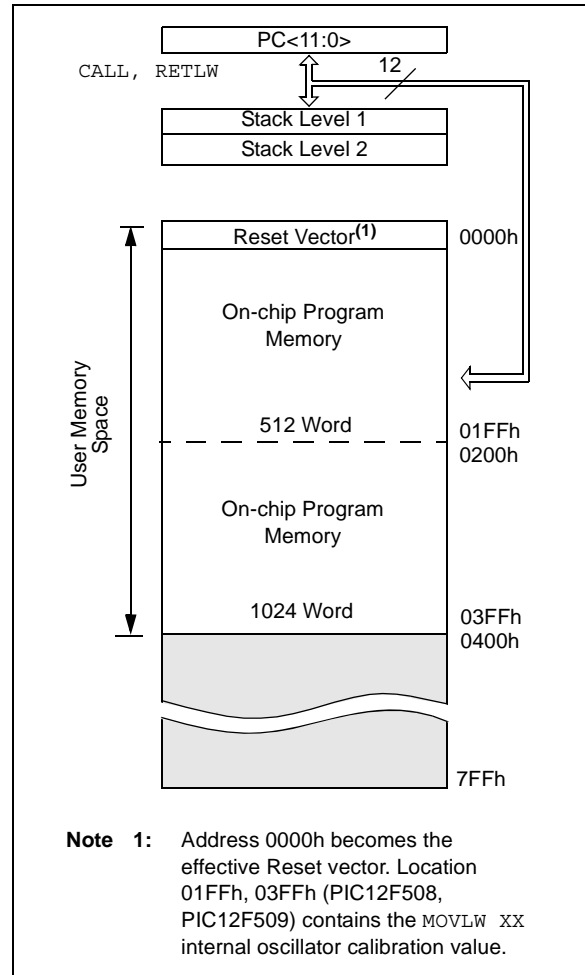 PC<11:0>
CALL, RETLW
12
Stack Level 1
Stack Level 2
Reset Vector(1)
0000h
On-chip Program
Memory
User Memory
Space
512 Word
01FFh
0200h
On-chip Program
Memory
1024 Word
03FFh
0400h
7FFh
Note 1: Address 0000h becomes the
effective Reset vector. Location
01FFh, 03FFh (PIC12F508,
PIC12F509) contains the MOVLW XX
internal oscillator calibration value.